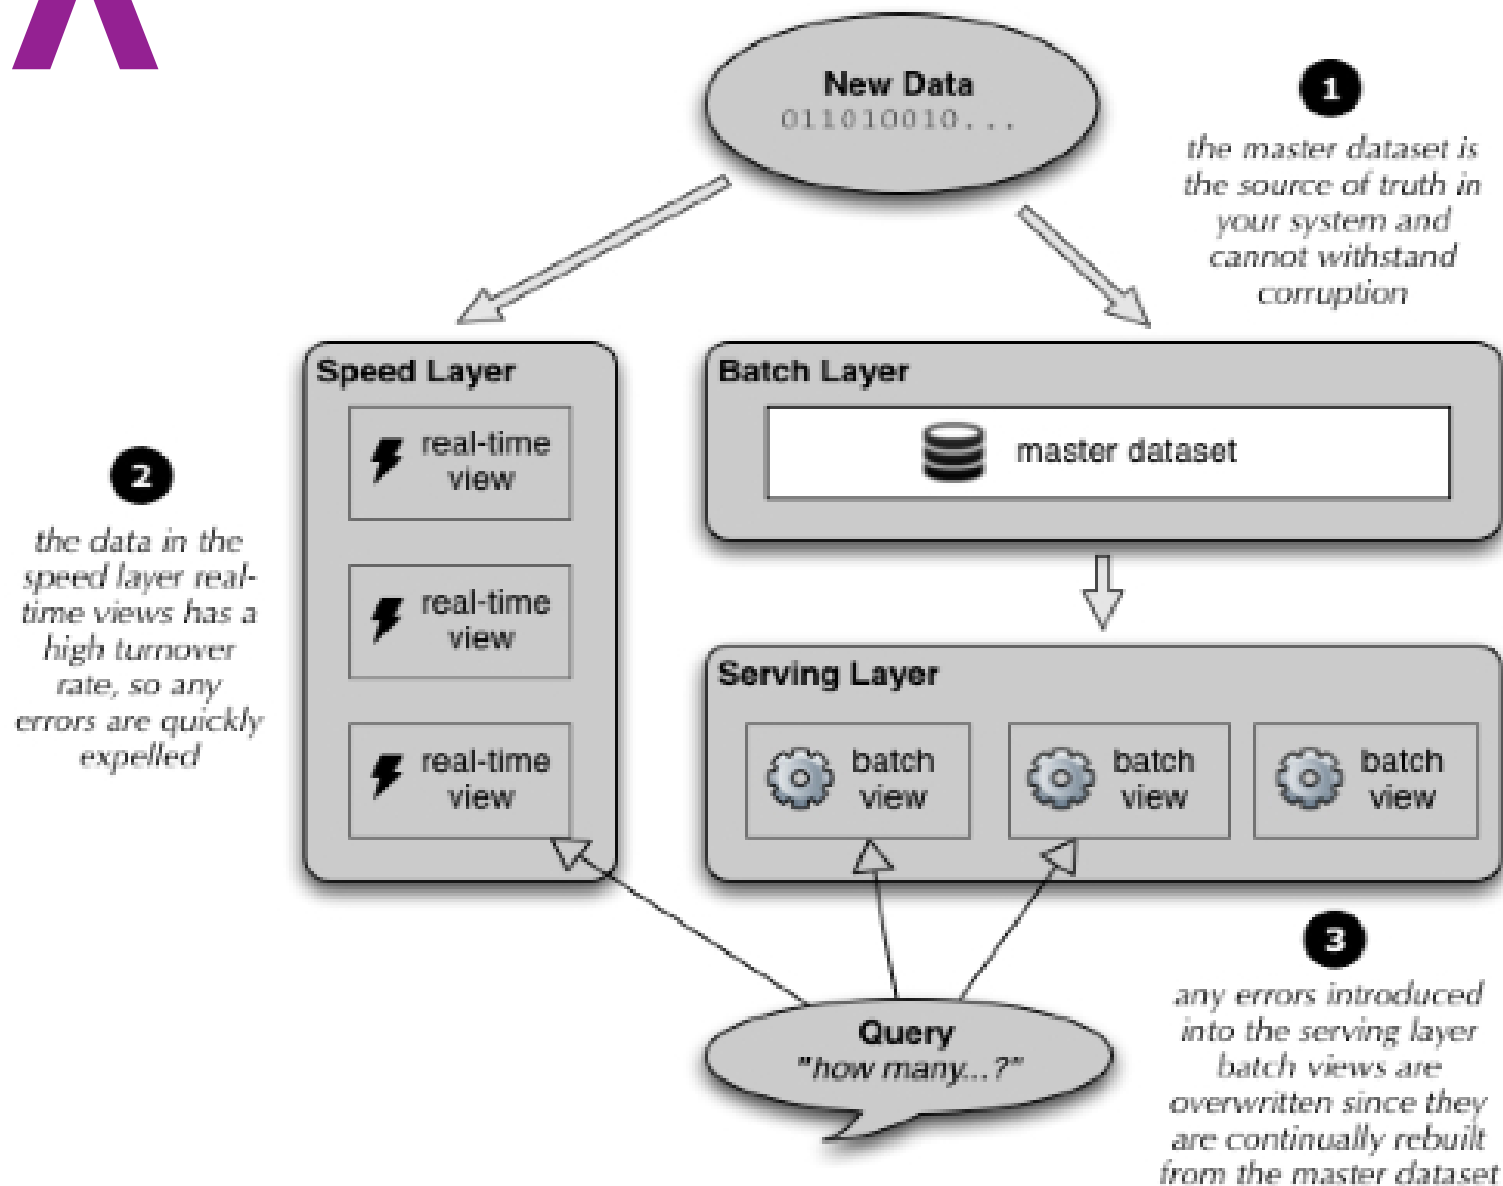 New Data
011010010...
1
the master dataset is
the source of truth in
your system and
cannot withstand
corruption
Speed Layer
real-time
view
real-time
view
real-time
view
Batch Layer
master dataset
2
the data in the
speed layer real-
time views has a
high turnover
rate, so any
errors are quickly
expelled
Serving Layer
batch
view
batch
view
batch
view
Query
"how many...?"
3
any errors introduced
into the serving layer
batch views are
overwritten since they
are continually rebuilt
from the master dataset